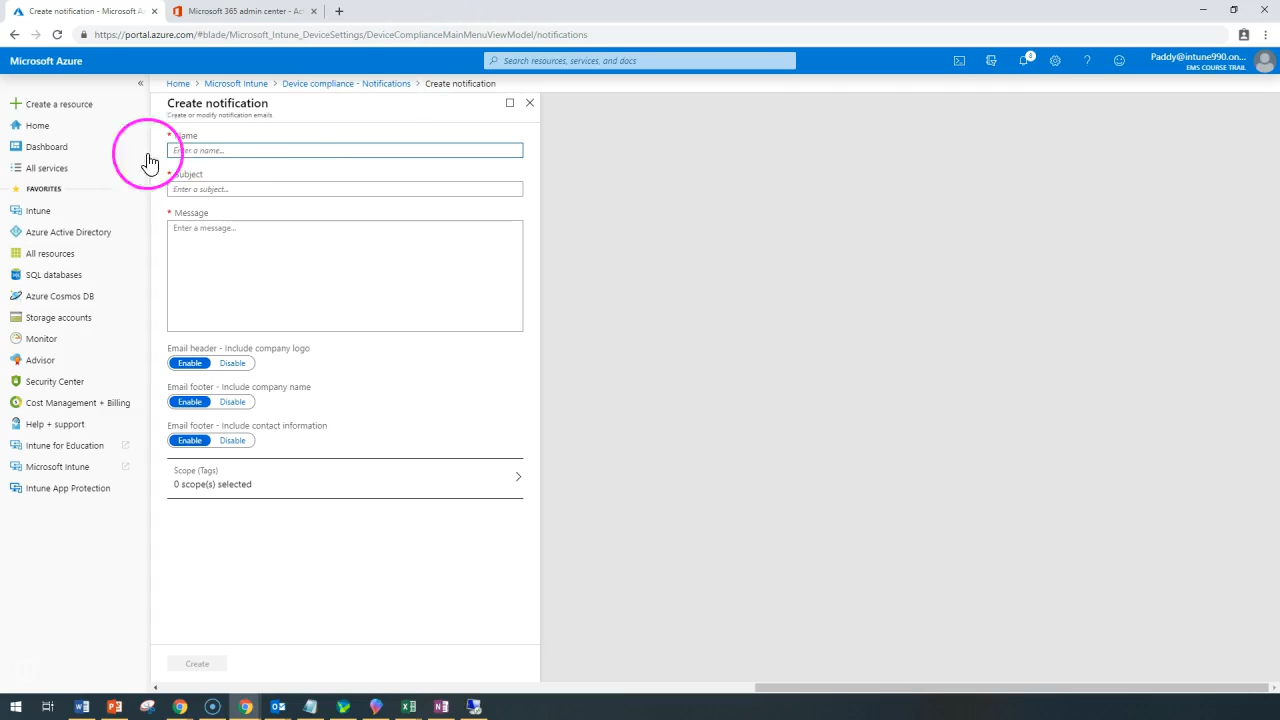 Create notification - Microsoft A
Microsoft 365 admin center - Ac
https://portal.azure.com/#blade/Microsoft_Intune_DeviceSettings/DeviceComplianceMainMenuViewModel/notifications
Microsoft Azure
Search resources, services, and docs
3
Paddy@intune990.on...
EMS COURSE TRAIL
Home > Microsoft Intune > Device compliance - Notifications > Create notification
Create a resource
Home
Dashboard
All services
FAVORITES
Intune
Azure Active Directory
All resources
SQL databases
Azure Cosmos DB
Storage accounts
Monitor
Advisor
Security Center
Cost Management + Billing
Help + support
Intune for Education
Microsoft Intune
Intune App Protection
Create notification
Create or modify notification emails
* Name
Enter a name...
* Subject
Enter a subject...
* Message
Enter a message...
Email header - Include company logo
Enable Disable
Email footer - Include company name
Enable Disable
Email footer - Include contact information
Enable Disable
Scope (Tags)
0 scope(s) selected
Create